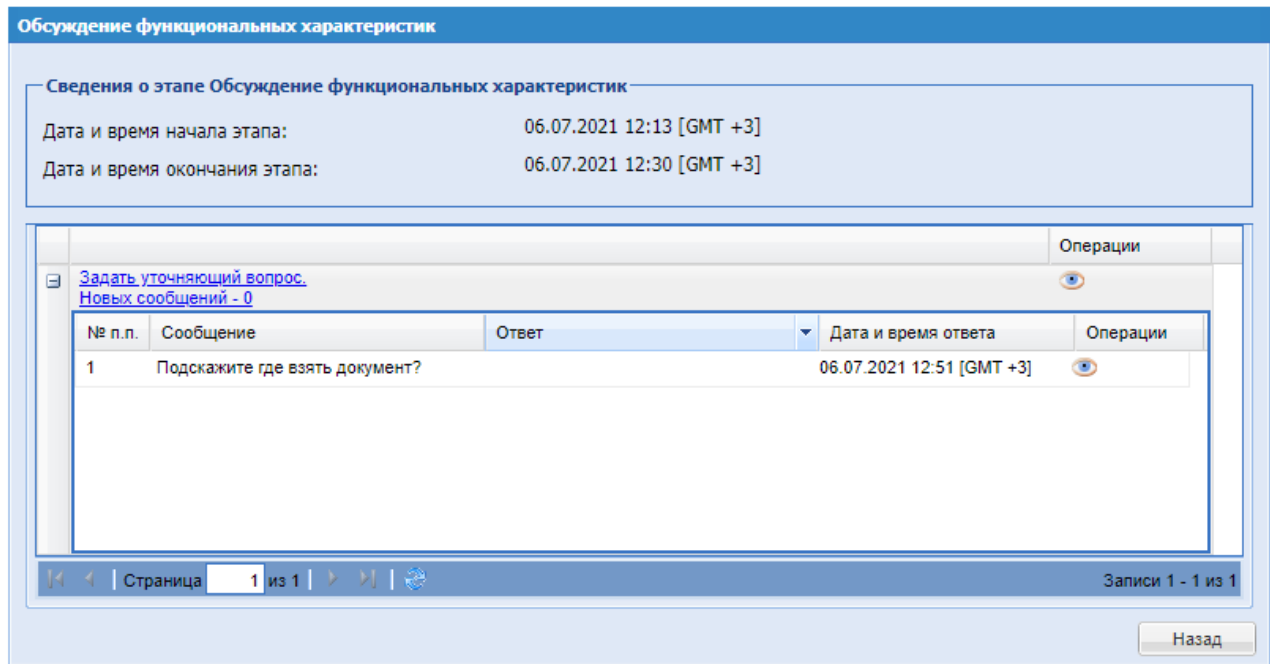 Обсуждение функциональных характеристик
Сведения о этапе Обсуждение функциональных характеристик
Дата и время начала этапа: 06.07.2021 12:13 [GMT +3]
Дата и время окончания этапа: 06.07.2021 12:30 [GMT +3]
Операции
Задать уточняющий вопрос.
Новых сообщений - 0
№ п.п. Сообщение Ответ Дата и время ответа Операции
1 Подскажите где взять документ? 06.07.2021 12:51 [GMT +3]
Страница 1 из 1 Записи 1 - 1 из 1
Назад